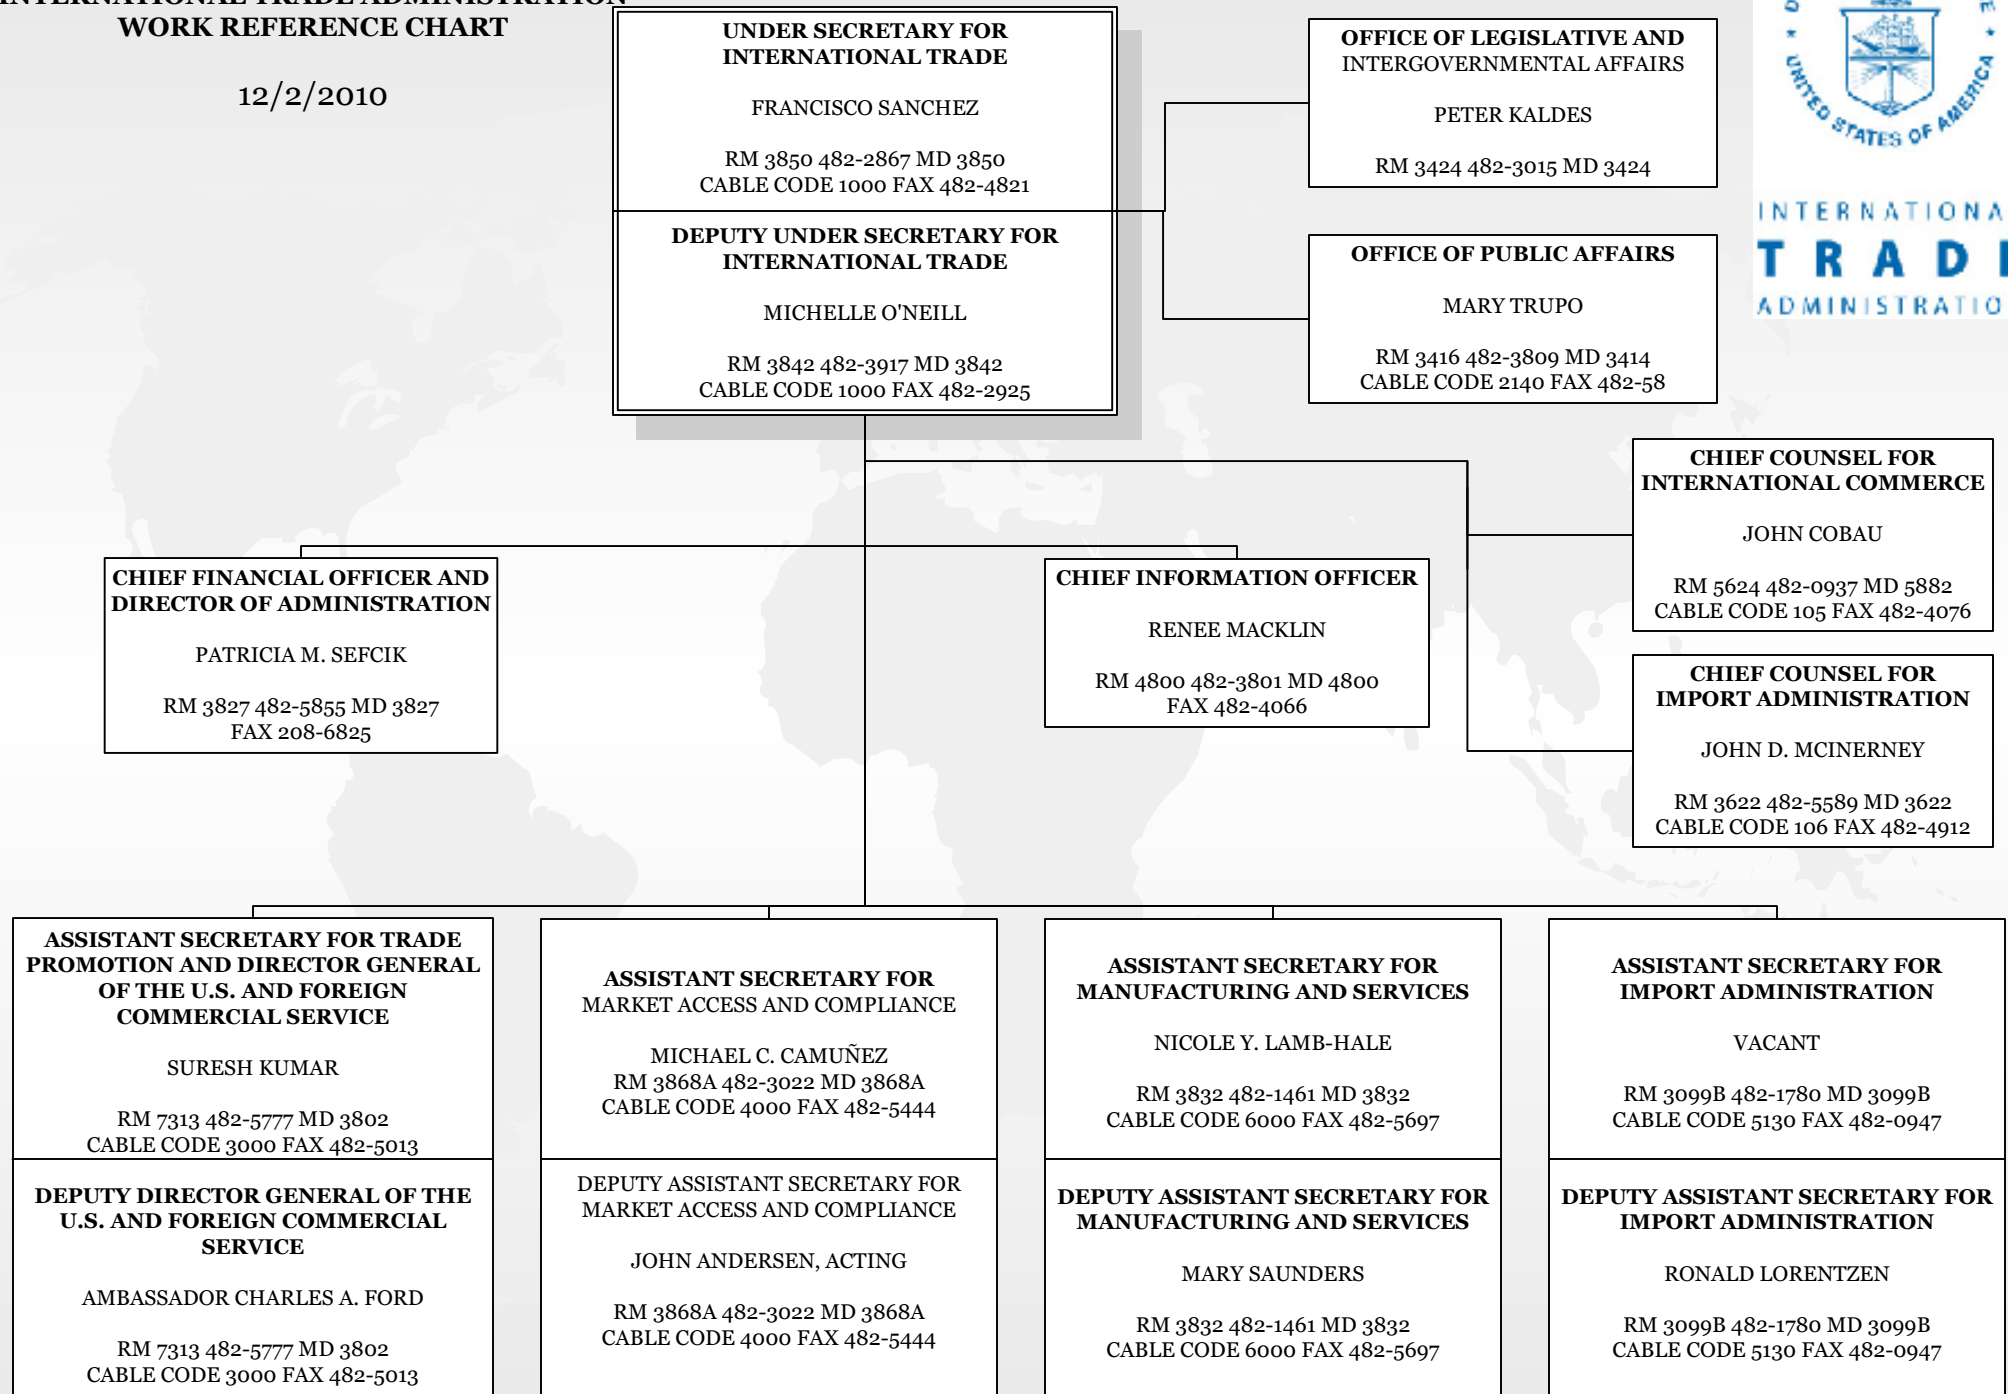 INTERNATIONAL TRADE ADMINISTRATION
WORK REFERENCE CHART
12/2/2010
UNDER SECRETARY FOR
INTERNATIONAL TRADE
FRANCISCO SANCHEZ
RM 3850 482-2867 MD 3850
CABLE CODE 1000 FAX 482-4821
DEPUTY UNDER SECRETARY FOR
INTERNATIONAL TRADE
MICHELLE O'NEILL
RM 3842 482-3917 MD 3842
CABLE CODE 1000 FAX 482-2925
OFFICE OF LEGISLATIVE AND
INTERGOVERNMENTAL AFFAIRS
PETER KALDES
RM 3424 482-3015 MD 3424
OFFICE OF PUBLIC AFFAIRS
MARY TRUPO
RM 3416 482-3809 MD 3414
CABLE CODE 2140 FAX 482-58
UNITED STATES OF AMERICA
INTERNATIONA
TRAD
ADMINISTRATIO
CHIEF COUNSEL FOR
INTERNATIONAL COMMERCE
JOHN COBAU
RM 5624 482-0937 MD 5882
CABLE CODE 105 FAX 482-4076
CHIEF FINANCIAL OFFICER AND
DIRECTOR OF ADMINISTRATION
PATRICIA M. SEFCIK
RM 3827 482-5855 MD 3827
FAX 208-6825
CHIEF INFORMATION OFFICER
RENEE MACKLIN
RM 4800 482-3801 MD 4800
FAX 482-4066
CHIEF COUNSEL FOR
IMPORT ADMINISTRATION
JOHN D. MCINERNEY
RM 3622 482-5589 MD 3622
CABLE CODE 106 FAX 482-4912
ASSISTANT SECRETARY FOR TRADE
PROMOTION AND DIRECTOR GENERAL
OF THE U.S. AND FOREIGN
COMMERCIAL SERVICE
SURESH KUMAR
RM 7313 482-5777 MD 3802
CABLE CODE 3000 FAX 482-5013
DEPUTY DIRECTOR GENERAL OF THE
U.S. AND FOREIGN COMMERCIAL
SERVICE
AMBASSADOR CHARLES A. FORD
RM 7313 482-5777 MD 3802
CABLE CODE 3000 FAX 482-5013
ASSISTANT SECRETARY FOR
MARKET ACCESS AND COMPLIANCE
MICHAEL C. CAMUÑEZ
RM 3868A 482-3022 MD 3868A
CABLE CODE 4000 FAX 482-5444
DEPUTY ASSISTANT SECRETARY FOR
MARKET ACCESS AND COMPLIANCE
JOHN ANDERSEN, ACTING
RM 3868A 482-3022 MD 3868A
CABLE CODE 4000 FAX 482-5444
ASSISTANT SECRETARY FOR
MANUFACTURING AND SERVICES
NICOLE Y. LAMB-HALE
RM 3832 482-1461 MD 3832
CABLE CODE 6000 FAX 482-5697
DEPUTY ASSISTANT SECRETARY FOR
MANUFACTURING AND SERVICES
MARY SAUNDERS
RM 3832 482-1461 MD 3832
CABLE CODE 6000 FAX 482-5697
ASSISTANT SECRETARY FOR
IMPORT ADMINISTRATION
VACANT
RM 3099B 482-1780 MD 3099B
CABLE CODE 5130 FAX 482-0947
DEPUTY ASSISTANT SECRETARY FOR
IMPORT ADMINISTRATION
RONALD LORENTZEN
RM 3099B 482-1780 MD 3099B
CABLE CODE 5130 FAX 482-0947